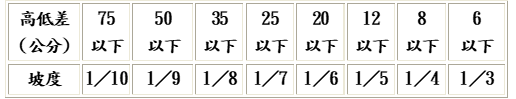 高低差 75 50 35 25 20 12 8 6
（公分） 以下 以下 以下 以下 以下 以下 以下 以下
坡度 1／10 1／9 1／8 1／7 1／6 1／5 1／4 1／3